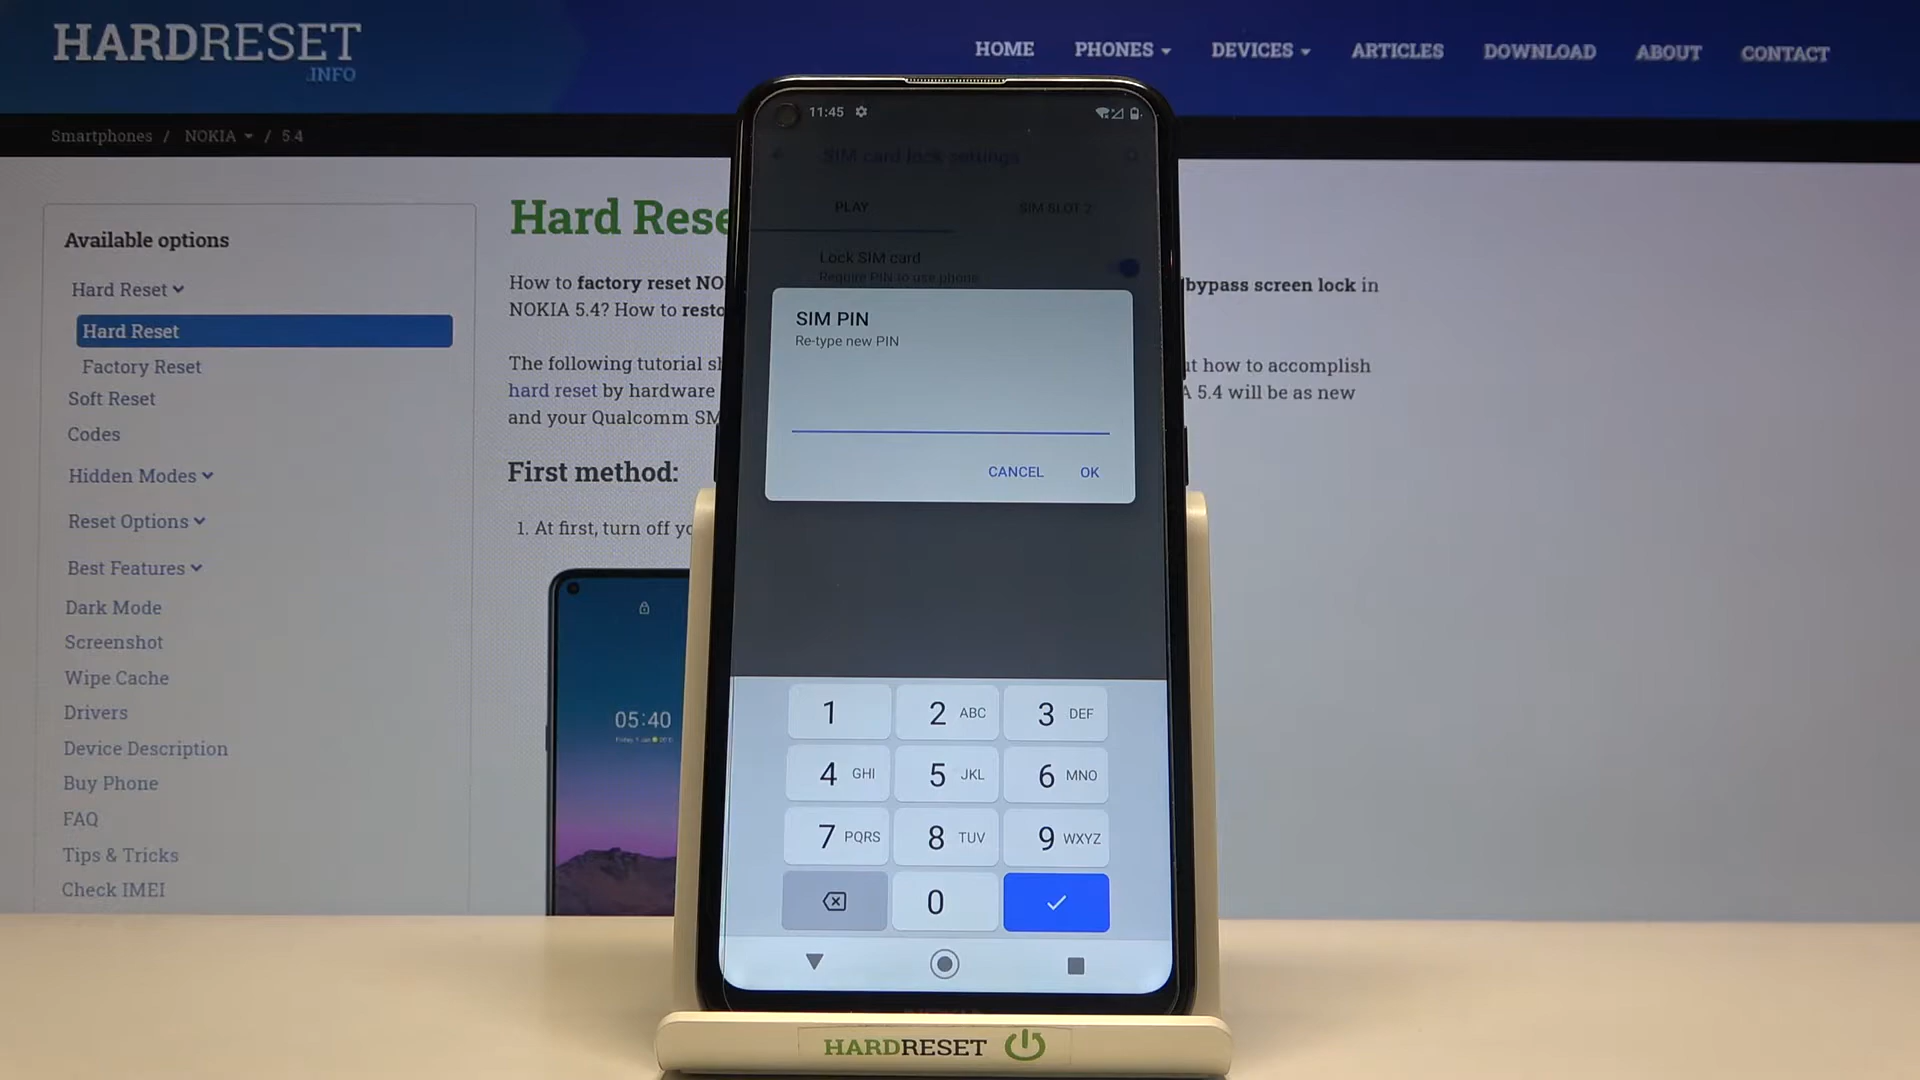 HARDRESET
.INFO
HOME PHONES DEVICES ARTICLES DOWNLOAD ABOUT CONTACT
Smartphones / NOKIA / 5.4
Available options
Hard Reset
Hard Reset
Factory Reset
Soft Reset
Codes
Hidden Modes
Reset Options
Best Features
Dark Mode
Screenshot
Wipe Cache
Drivers
Device Description
Buy Phone
FAQ
Tips & Tricks
Check IMEI
Hard Rese
How to factory reset NO bypass screen lock in
NOKIA 5.4? How to resto
The following tutorial sl ut how to accomplish
hard reset by hardware A 5.4 will be as new
and your Qualcomm SM
First method:
1. At first, turn off yo
05:40
11:45
SIM card lock settings
PLAY SIM SLOT 2
Lock SIM card
Require PIN to use phone
SIM PIN
Re-type new PIN
CANCEL OK
1 2 ABC 3 DEF
4 GHI 5 JKL 6 MNO
7 PQRS 8 TUV 9 WXYZ
0
HARDRESET